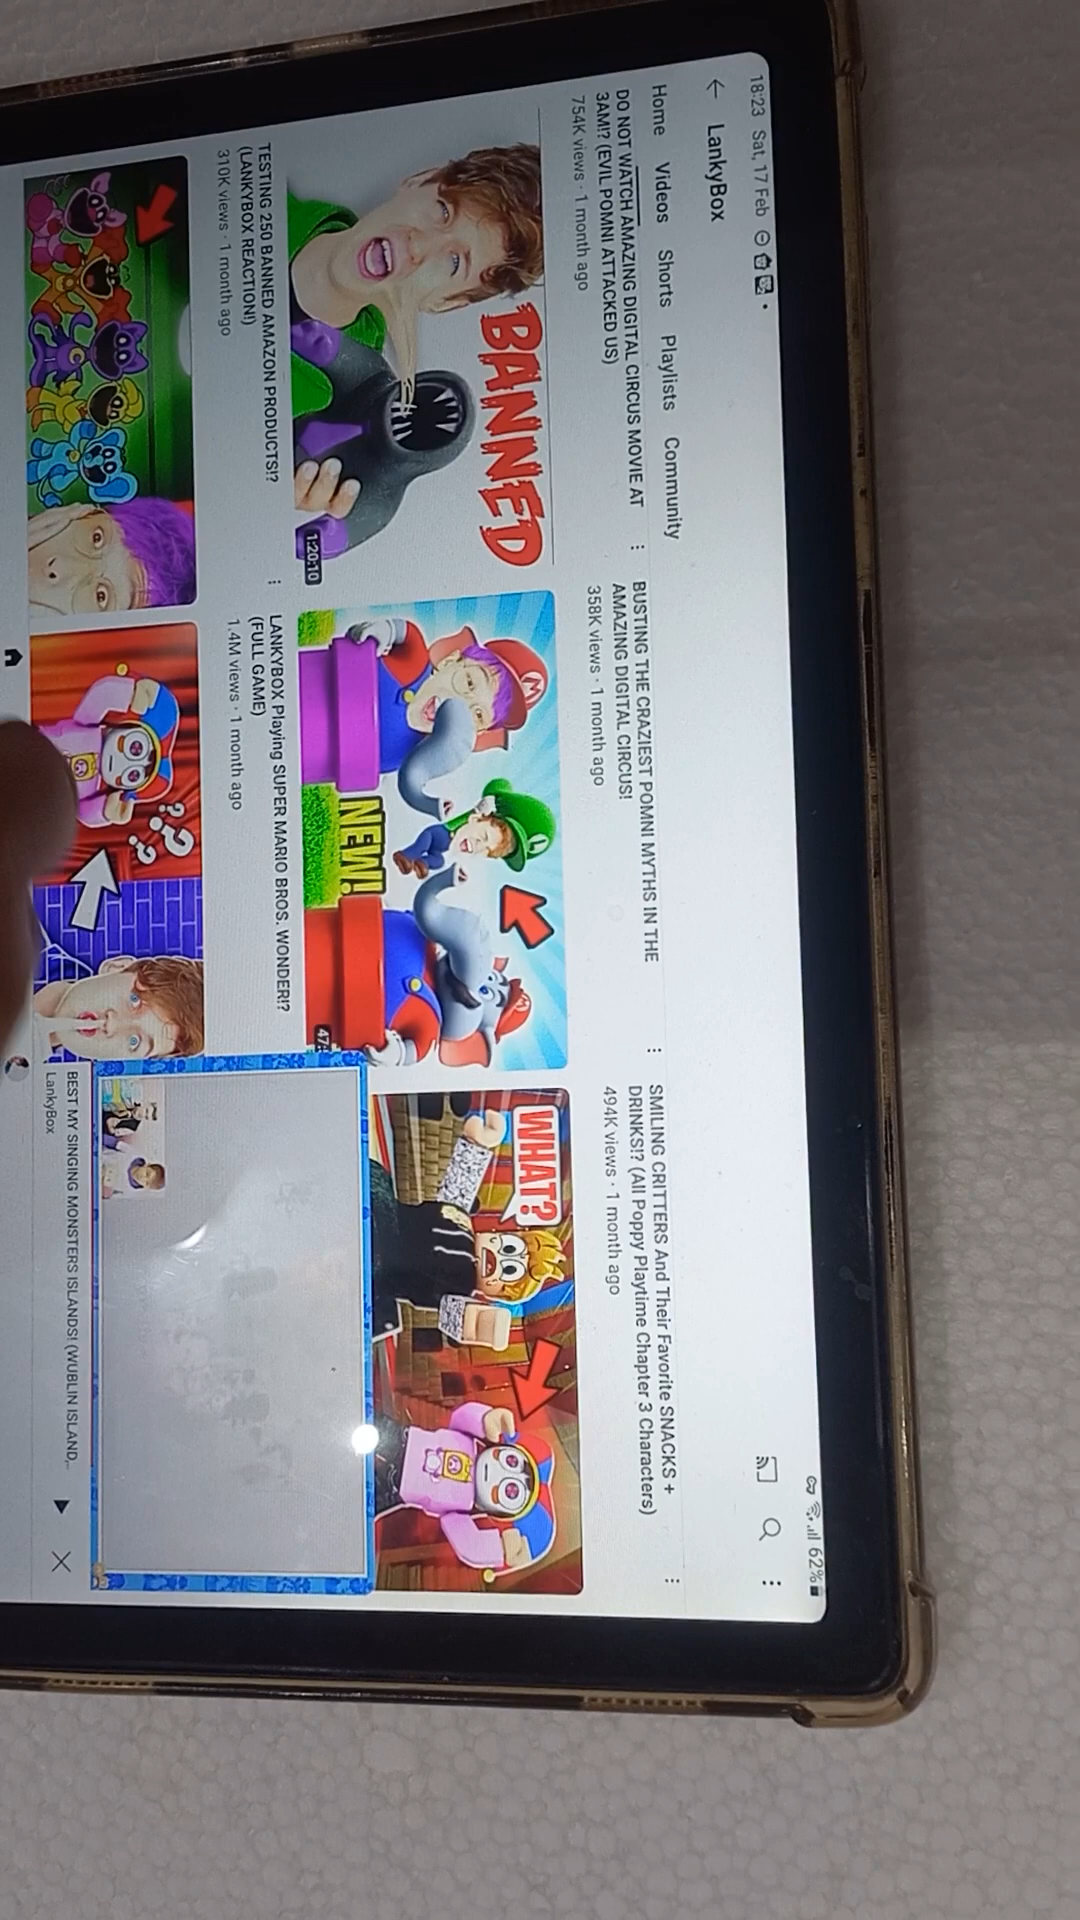 18:23 Sat, 17 Feb
62%
LankyBox
Home Videos Shorts Playlists Community
DO NOT WATCH AMAZING DIGITAL CIRCUS MOVIE AT
3AM!? (EVIL POMNI ATTACKED US)
754K views · 1 month ago
BUSTING THE CRAZIEST POMNI MYTHS IN THE
AMAZING DIGITAL CIRCUS!
358K views · 1 month ago
SMILING CRITTERS And Their Favorite SNACKS +
DRINKS!? (All Poppy Playtime Chapter 3 Characters)
494K views · 1 month ago
BANNED
1:20:10
TESTING 250 BANNED AMAZON PRODUCTS!?
(LANKYBOX REACTION!)
310K views · 1 month ago
M
L
M
NEW!
LANKYBOX Playing SUPER MARIO BROS. WONDER!?
(FULL GAME)
1.4M views · 1 month ago
WHAT?
???
BEST MY SINGING MONSTERS ISLANDS! (WUBLIN ISLAND,...
LankyBox